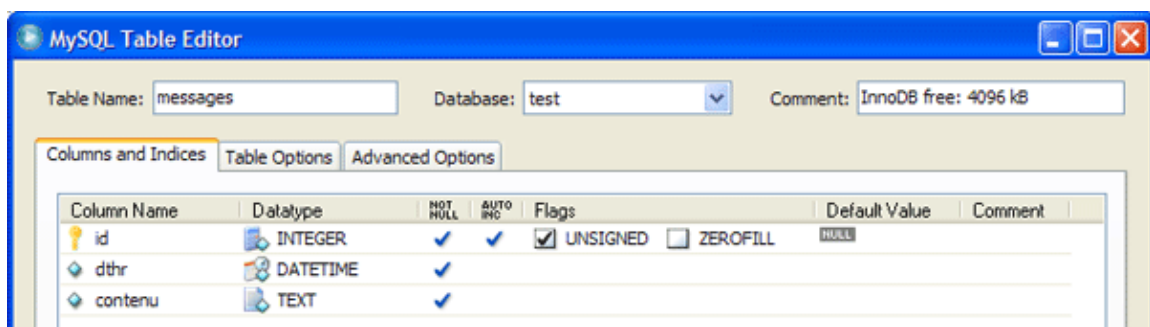 MySQL Table Editor
Table Name: messages Database: test Comment: InnoDB free: 4096 kB
Columns and Indices Table Options Advanced Options
Column Name Datatype NOT NULL AUTO INC Flags Default Value Comment
id INTEGER UNSIGNED ZEROFILL NULL
dthr DATETIME
contenu TEXT